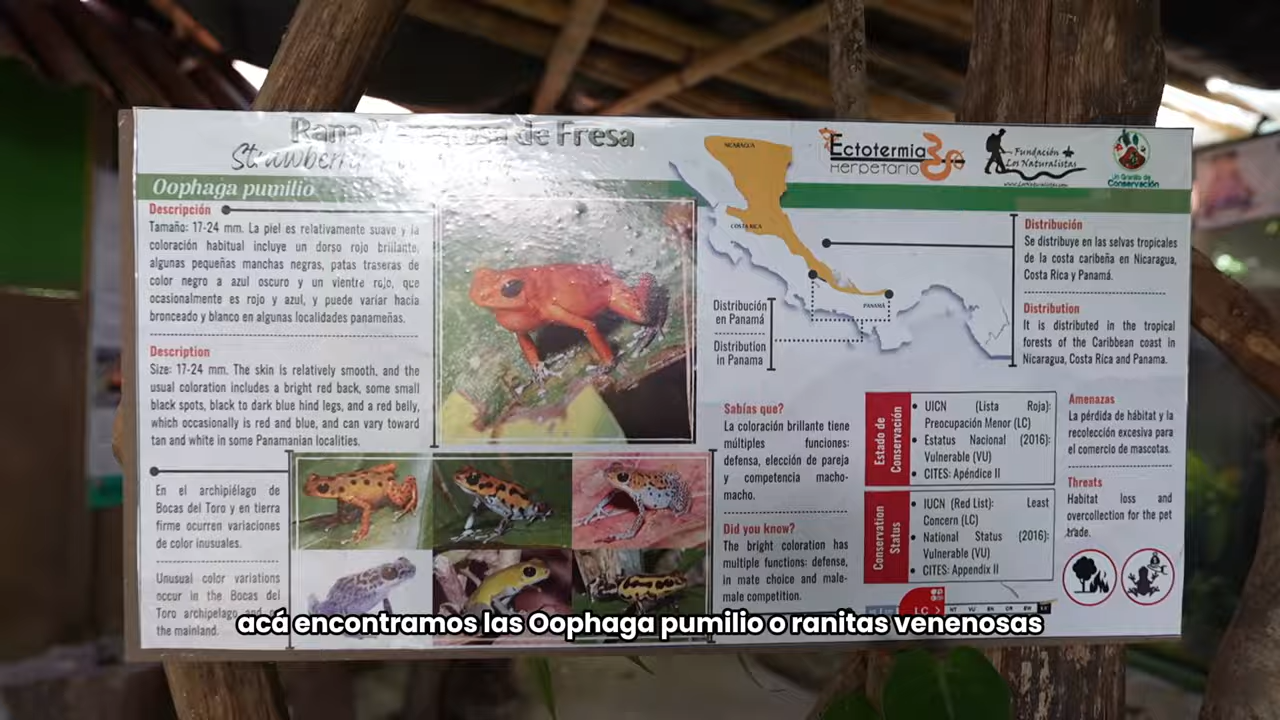 Rana Venenosa de Fresa
Oophaga pumilio
Descripción
Tamaño: 17-24 mm. La piel es relativamente suave y la
coloración habitual incluye un dorso rojo brillante,
algunas pequeñas manchas negras, patas traseras de
color negro a azul oscuro y un vientre rojo, que
ocasionalmente es rojo y azul, y puede variar hacia
bronceado y blanco en algunas localidades panameñas.
Description
Size: 17-24 mm. The skin is relatively smooth, and the
usual coloration includes a bright red back, some small
black spots, black to dark blue hind legs, and a red belly,
which occasionally is red and blue, and can vary toward
tan and white in some Panamanian localities.
En el archipiélago de
Bocas del Toro y en tierra
firme ocurren variaciones
de color inusuales.
Unusual color variations
occur in the Bocas del
Toro archipelago and on
the mainland.
NICARAGUA
COSTA RICA
PANAMÁ
Distribución
en Panamá
Distribution
in Panama
Ectotermia
Herpetario
Fundación
Los Naturalistas
Un Granito de
Conservación
Distribución
Se distribuye en las selvas tropicales
de la costa caribeña en Nicaragua,
Costa Rica y Panamá.
Distribution
It is distributed in the tropical
forests of the Caribbean coast in
Nicaragua, Costa Rica and Panama.
Sabías que?
La coloración brillante tiene
múltiples funciones:
defensa, elección de pareja
y competencia macho-
macho.
Did you know?
The bright coloration has
multiple functions: defense,
in mate choice and male-
male competition.
Estado de
Conservación
• UICN (Lista Roja):
Preocupación Menor (LC)
• Estatus Nacional (2016):
Vulnerable (VU)
• CITES: Apéndice II
Conservation
Status
• IUCN (Red List): Least
Concern (LC)
• National Status (2016):
Vulnerable (VU)
• CITES: Appendix II
LC NT VU EN CR EW EX
Amenazas
La pérdida de hábitat y la
recolección excesiva para
el comercio de mascotas.
Threats
Habitat loss and
overcollection for the pet
trade.
acá encontramos las Oophaga pumilio o ranitas venenosas